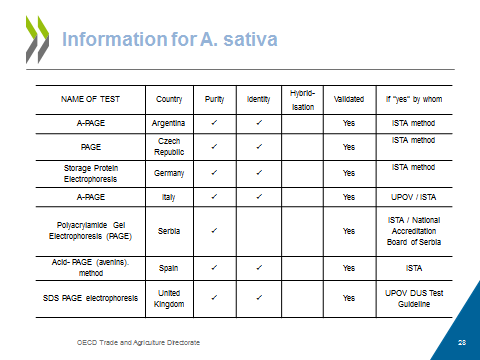 Information for A. sativa
NAME OF TEST Country Purity Identity Hybrid-isation Validated If "yes" by whom
A-PAGE Argentina ✓ ✓ Yes ISTA method
PAGE Czech Republic ✓ ✓ Yes ISTA method
Storage Protein Electrophoresis Germany ✓ ✓ Yes ISTA method
A-PAGE Italy ✓ ✓ Yes UPOV / ISTA
Polyacrylamide Gel Electrophoresis (PAGE) Serbia ✓ Yes ISTA / National Accreditation Board of Serbia
Acid- PAGE (avenins). method Spain ✓ ✓ Yes ISTA
SDS PAGE electrophoresis United Kingdom ✓ ✓ Yes UPOV DUS Test Guideline
OECD Trade and Agriculture Directorate 28